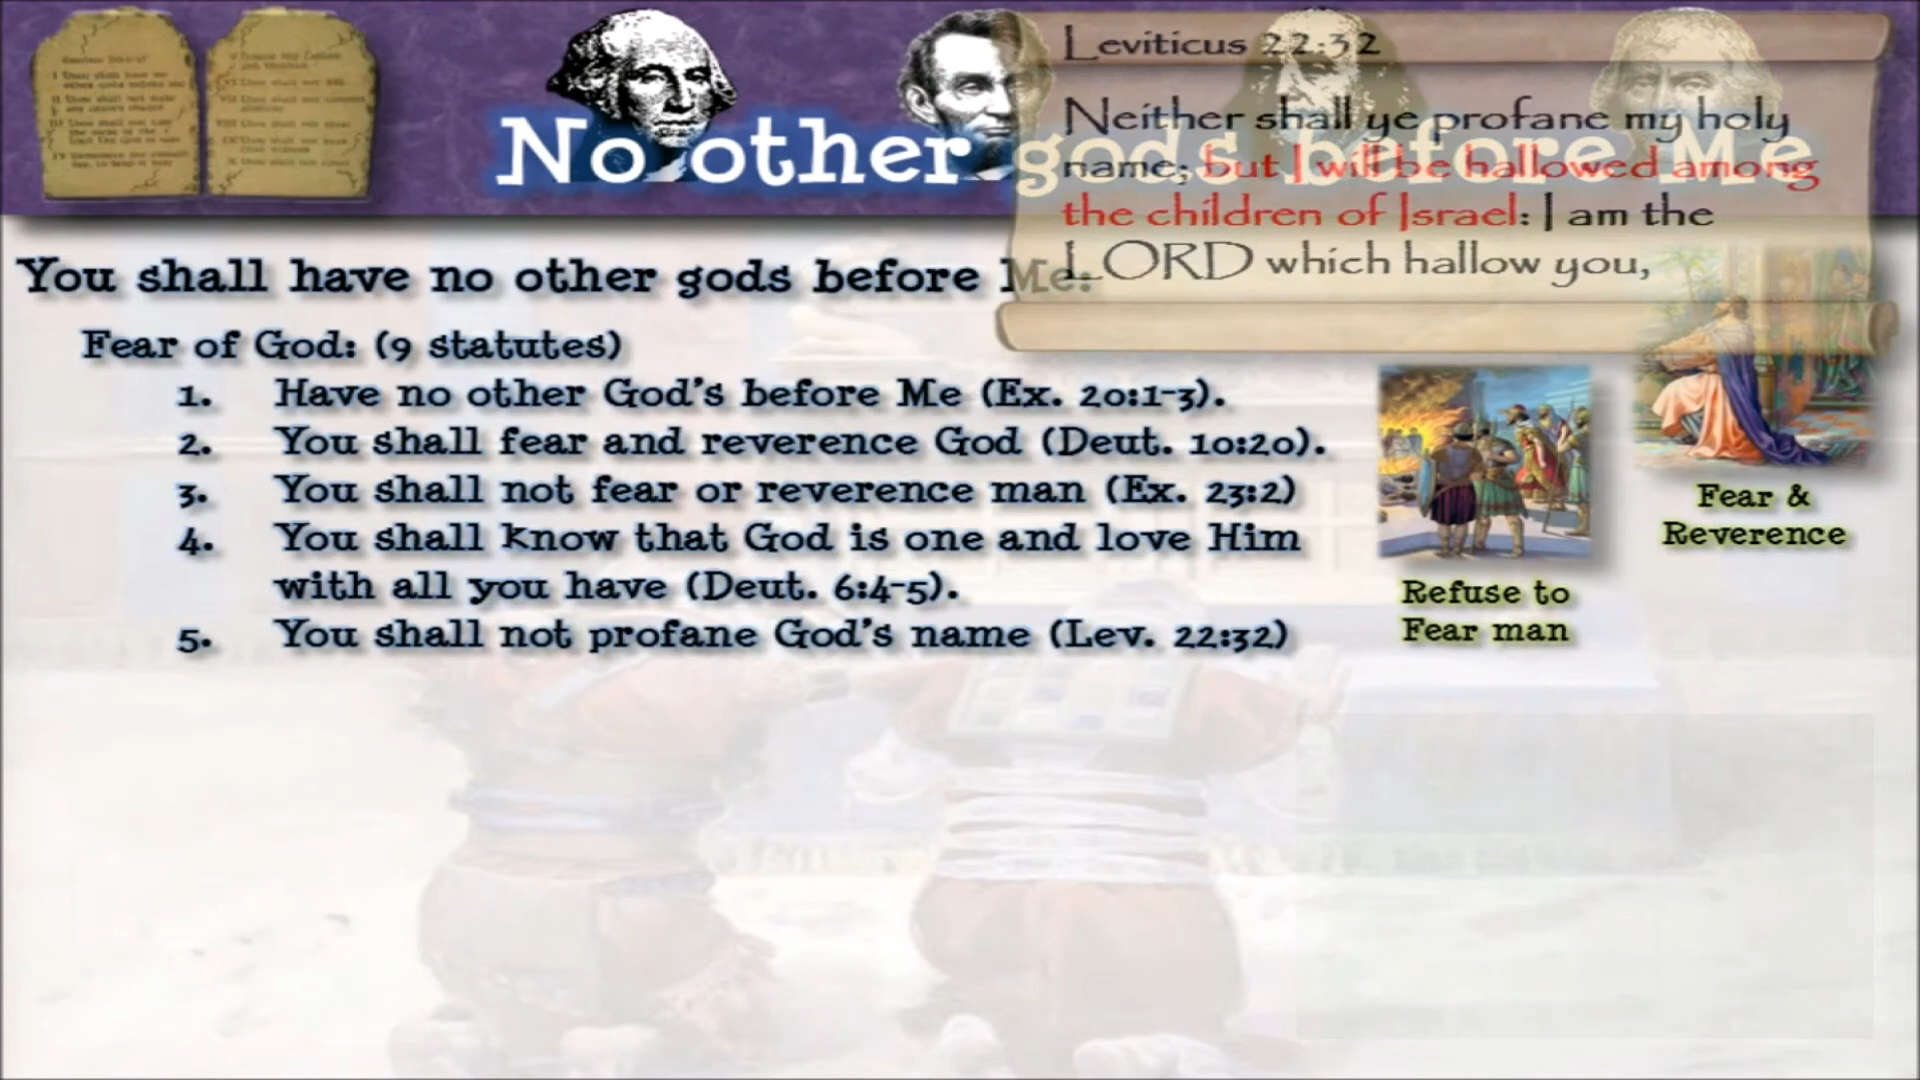 No other gods before Me
Leviticus 22:32
Neither shall ye profane my holy
name; but I will be hallowed among
the children of Israel: I am the
LORD which hallow you,
You shall have no other gods before Me:
Fear of God: (9 statutes)
1. Have no other God's before Me (Ex. 20:1-3).
2. You shall fear and reverence God (Deut. 10:20).
3. You shall not fear or reverence man (Ex. 23:2)
4. You shall know that God is one and love Him
with all you have (Deut. 6:4-5).
5. You shall not profane God's name (Lev. 22:32)
Fear &
Reverence
Refuse to
Fear man